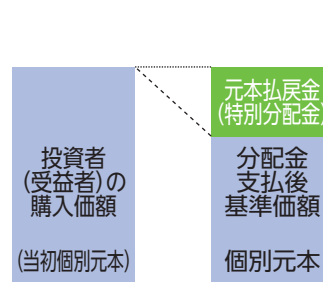 投資者
(受益者)の
購入価額
(当初個別元本)
元本払戻金
(特別分配金)
分配金
支払後
基準価額
個別元本